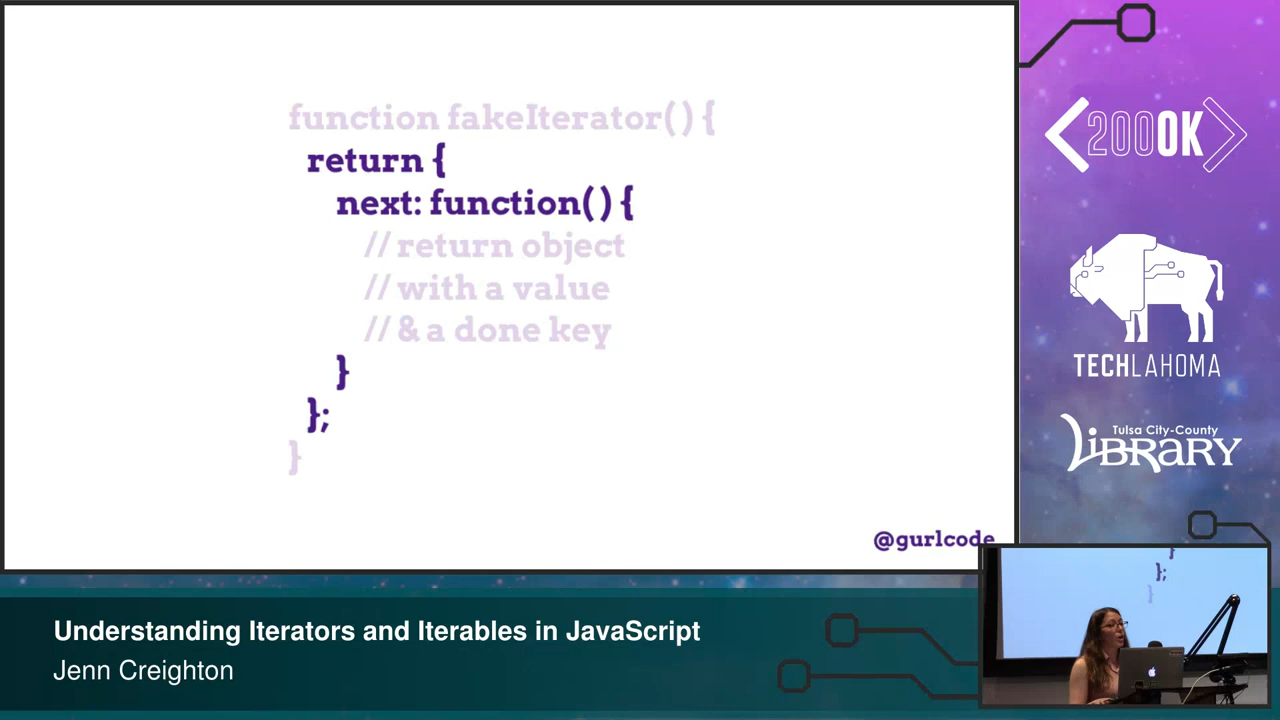 function fakeIterator( ) {
return {
next: function( ) {
// return object
// with a value
// & a done key
}
};
}
@gurlcode
200OK
TECHLAHOMA
Tulsa City-County
LiBRARY
};
}
Understanding Iterators and Iterables in JavaScript
Jenn Creighton